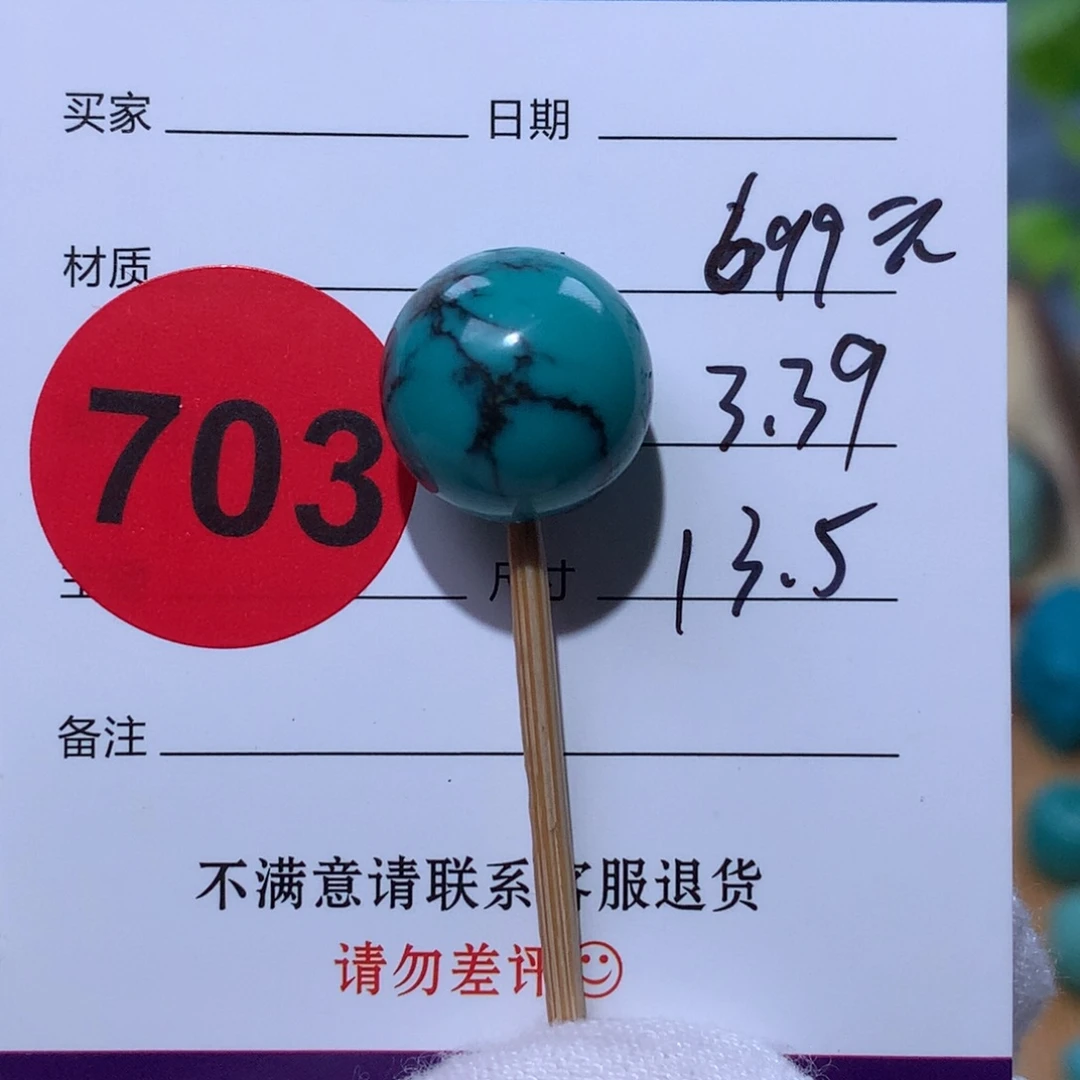 买家 日期
材质 699元
703
3.39
尺寸 13.5
备注
不满意请联系客服退货
请勿差评